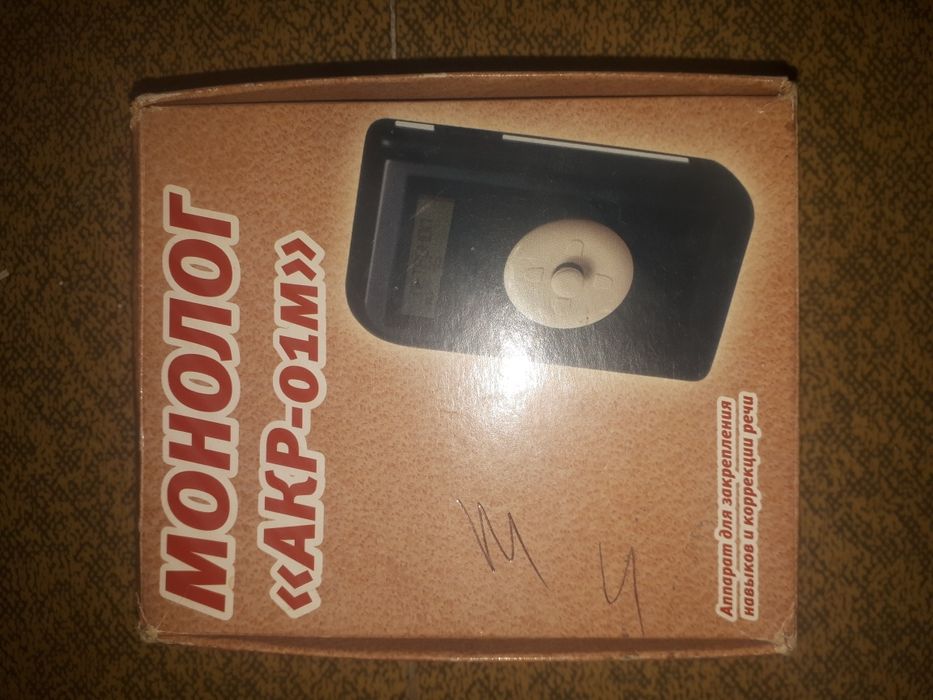 МОНОЛОГ
«АКР-01м»
Аппарат для закрепления
навыков и коррекции речи